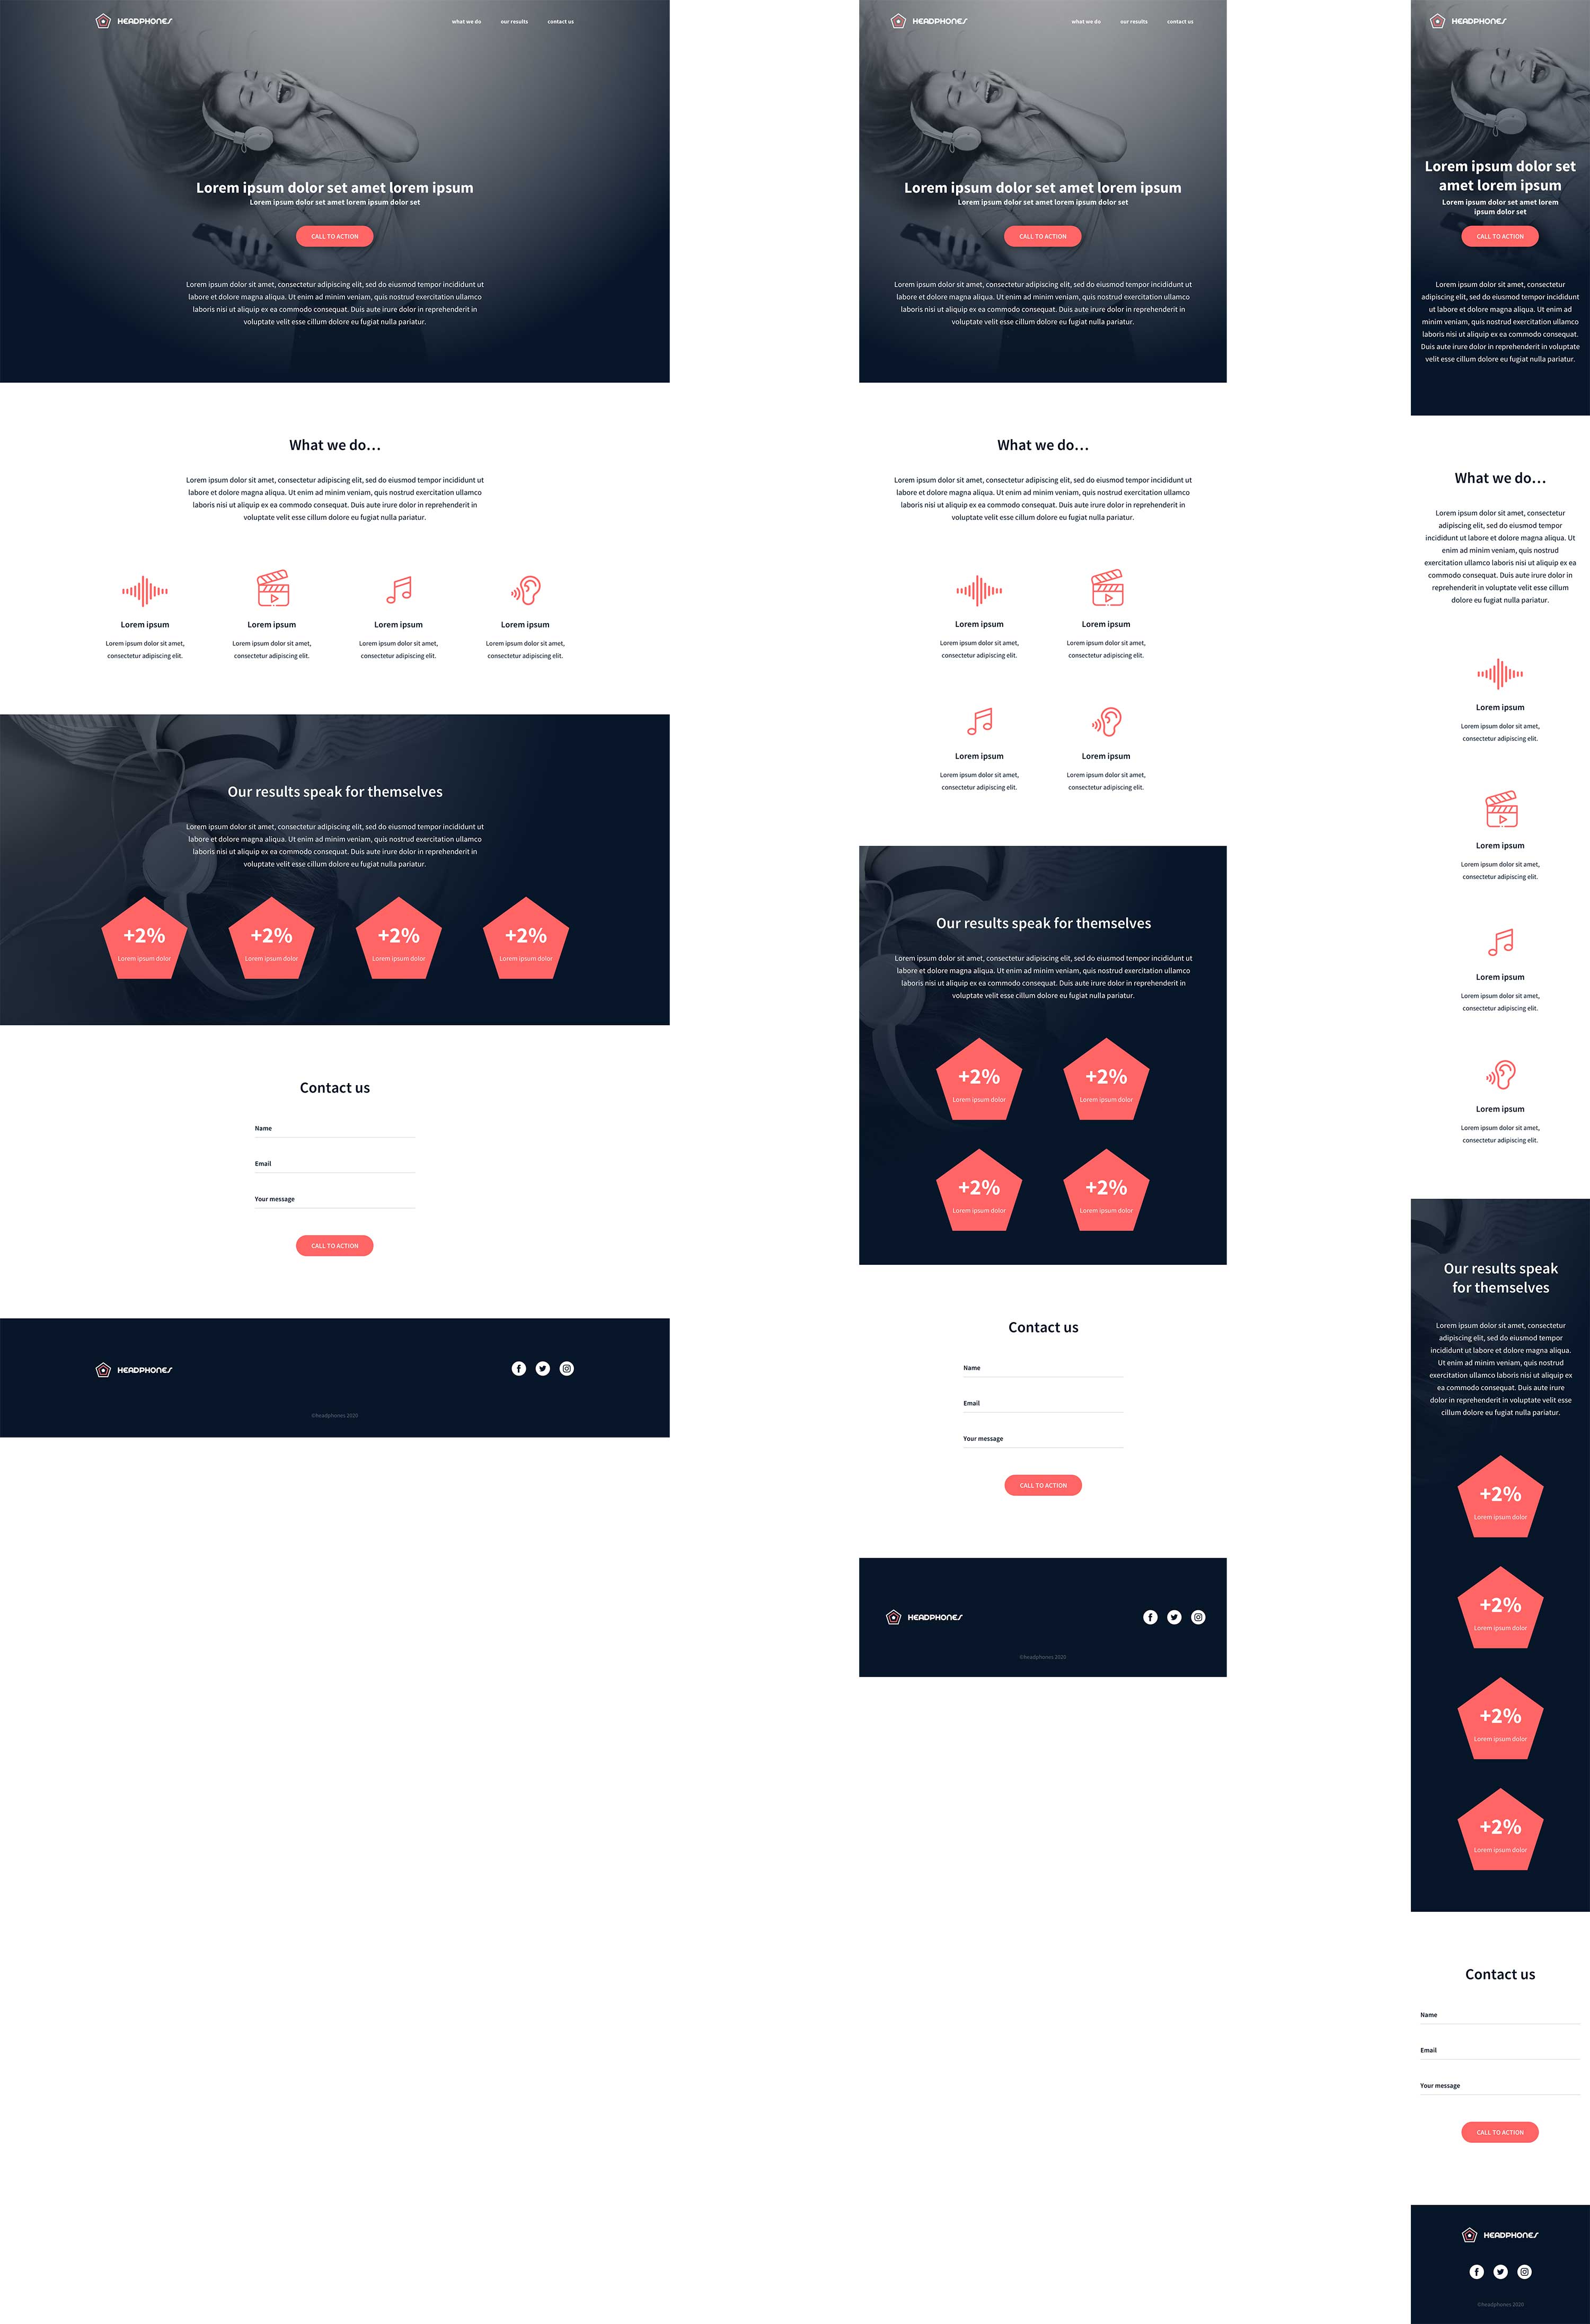 HEADPHONES
what we do our results contact us
Lorem ipsum dolor set amet lorem ipsum
Lorem ipsum dolor set amet lorem ipsum dolor set
CALL TO ACTION
Lorem ipsum dolor sit amet, consectetur adipiscing elit, sed do eiusmod tempor incididunt ut
labore et dolore magna aliqua. Ut enim ad minim veniam, quis nostrud exercitation ullamco
laboris nisi ut aliquip ex ea commodo consequat. Duis aute irure dolor in reprehenderit in
voluptate velit esse cillum dolore eu fugiat nulla pariatur.
What we do...
Lorem ipsum dolor sit amet, consectetur adipiscing elit, sed do eiusmod tempor incididunt ut
labore et dolore magna aliqua. Ut enim ad minim veniam, quis nostrud exercitation ullamco
laboris nisi ut aliquip ex ea commodo consequat. Duis aute irure dolor in reprehenderit in
voluptate velit esse cillum dolore eu fugiat nulla pariatur.
Lorem ipsum
Lorem ipsum dolor sit amet,
consectetur adipiscing elit.
Lorem ipsum
Lorem ipsum dolor sit amet,
consectetur adipiscing elit.
Lorem ipsum
Lorem ipsum dolor sit amet,
consectetur adipiscing elit.
Lorem ipsum
Lorem ipsum dolor sit amet,
consectetur adipiscing elit.
Our results speak for themselves
Lorem ipsum dolor sit amet, consectetur adipiscing elit, sed do eiusmod tempor incididunt ut
labore et dolore magna aliqua. Ut enim ad minim veniam, quis nostrud exercitation ullamco
laboris nisi ut aliquip ex ea commodo consequat. Duis aute irure dolor in reprehenderit in
voluptate velit esse cillum dolore eu fugiat nulla pariatur.
+2%
Lorem ipsum dolor
+2%
Lorem ipsum dolor
+2%
Lorem ipsum dolor
+2%
Lorem ipsum dolor
Contact us
Name
Email
Your message
CALL TO ACTION
HEADPHONES
©headphones 2020
HEADPHONES
what we do our results contact us
Lorem ipsum dolor set amet lorem ipsum
Lorem ipsum dolor set amet lorem ipsum dolor set
CALL TO ACTION
Lorem ipsum dolor sit amet, consectetur adipiscing elit, sed do eiusmod tempor incididunt ut
labore et dolore magna aliqua. Ut enim ad minim veniam, quis nostrud exercitation ullamco
laboris nisi ut aliquip ex ea commodo consequat. Duis aute irure dolor in reprehenderit in
voluptate velit esse cillum dolore eu fugiat nulla pariatur.
What we do...
Lorem ipsum dolor sit amet, consectetur adipiscing elit, sed do eiusmod tempor incididunt ut
labore et dolore magna aliqua. Ut enim ad minim veniam, quis nostrud exercitation ullamco
laboris nisi ut aliquip ex ea commodo consequat. Duis aute irure dolor in reprehenderit in
voluptate velit esse cillum dolore eu fugiat nulla pariatur.
Lorem ipsum
Lorem ipsum dolor sit amet,
consectetur adipiscing elit.
Lorem ipsum
Lorem ipsum dolor sit amet,
consectetur adipiscing elit.
Lorem ipsum
Lorem ipsum dolor sit amet,
consectetur adipiscing elit.
Lorem ipsum
Lorem ipsum dolor sit amet,
consectetur adipiscing elit.
Our results speak for themselves
Lorem ipsum dolor sit amet, consectetur adipiscing elit, sed do eiusmod tempor incididunt ut
labore et dolore magna aliqua. Ut enim ad minim veniam, quis nostrud exercitation ullamco
laboris nisi ut aliquip ex ea commodo consequat. Duis aute irure dolor in reprehenderit in
voluptate velit esse cillum dolore eu fugiat nulla pariatur.
+2%
Lorem ipsum dolor
+2%
Lorem ipsum dolor
+2%
Lorem ipsum dolor
+2%
Lorem ipsum dolor
Contact us
Name
Email
Your message
CALL TO ACTION
HEADPHONES
©headphones 2020
HEADPHONES
Lorem ipsum dolor set
amet lorem ipsum
Lorem ipsum dolor set amet lorem
ipsum dolor set
CALL TO ACTION
Lorem ipsum dolor sit amet, consectetur
adipiscing elit, sed do eiusmod tempor incididunt
ut labore et dolore magna aliqua. Ut enim ad
minim veniam, quis nostrud exercitation ullamco
laboris nisi ut aliquip ex ea commodo consequat.
Duis aute irure dolor in reprehenderit in voluptate
velit esse cillum dolore eu fugiat nulla pariatur.
What we do...
Lorem ipsum dolor sit amet, consectetur
adipiscing elit, sed do eiusmod tempor
incididunt ut labore et dolore magna aliqua. Ut
enim ad minim veniam, quis nostrud
exercitation ullamco laboris nisi ut aliquip ex ea
commodo consequat. Duis aute irure dolor in
reprehenderit in voluptate velit esse cillum
dolore eu fugiat nulla pariatur.
Lorem ipsum
Lorem ipsum dolor sit amet,
consectetur adipiscing elit.
Lorem ipsum
Lorem ipsum dolor sit amet,
consectetur adipiscing elit.
Lorem ipsum
Lorem ipsum dolor sit amet,
consectetur adipiscing elit.
Lorem ipsum
Lorem ipsum dolor sit amet,
consectetur adipiscing elit.
Our results speak
for themselves
Lorem ipsum dolor sit amet, consectetur
adipiscing elit, sed do eiusmod tempor
incididunt ut labore et dolore magna aliqua.
Ut enim ad minim veniam, quis nostrud
exercitation ullamco laboris nisi ut aliquip ex
ea commodo consequat. Duis aute irure
dolor in reprehenderit in voluptate velit esse
cillum dolore eu fugiat nulla pariatur.
+2%
Lorem ipsum dolor
+2%
Lorem ipsum dolor
+2%
Lorem ipsum dolor
+2%
Lorem ipsum dolor
Contact us
Name
Email
Your message
CALL TO ACTION
HEADPHONES
©headphones 2020